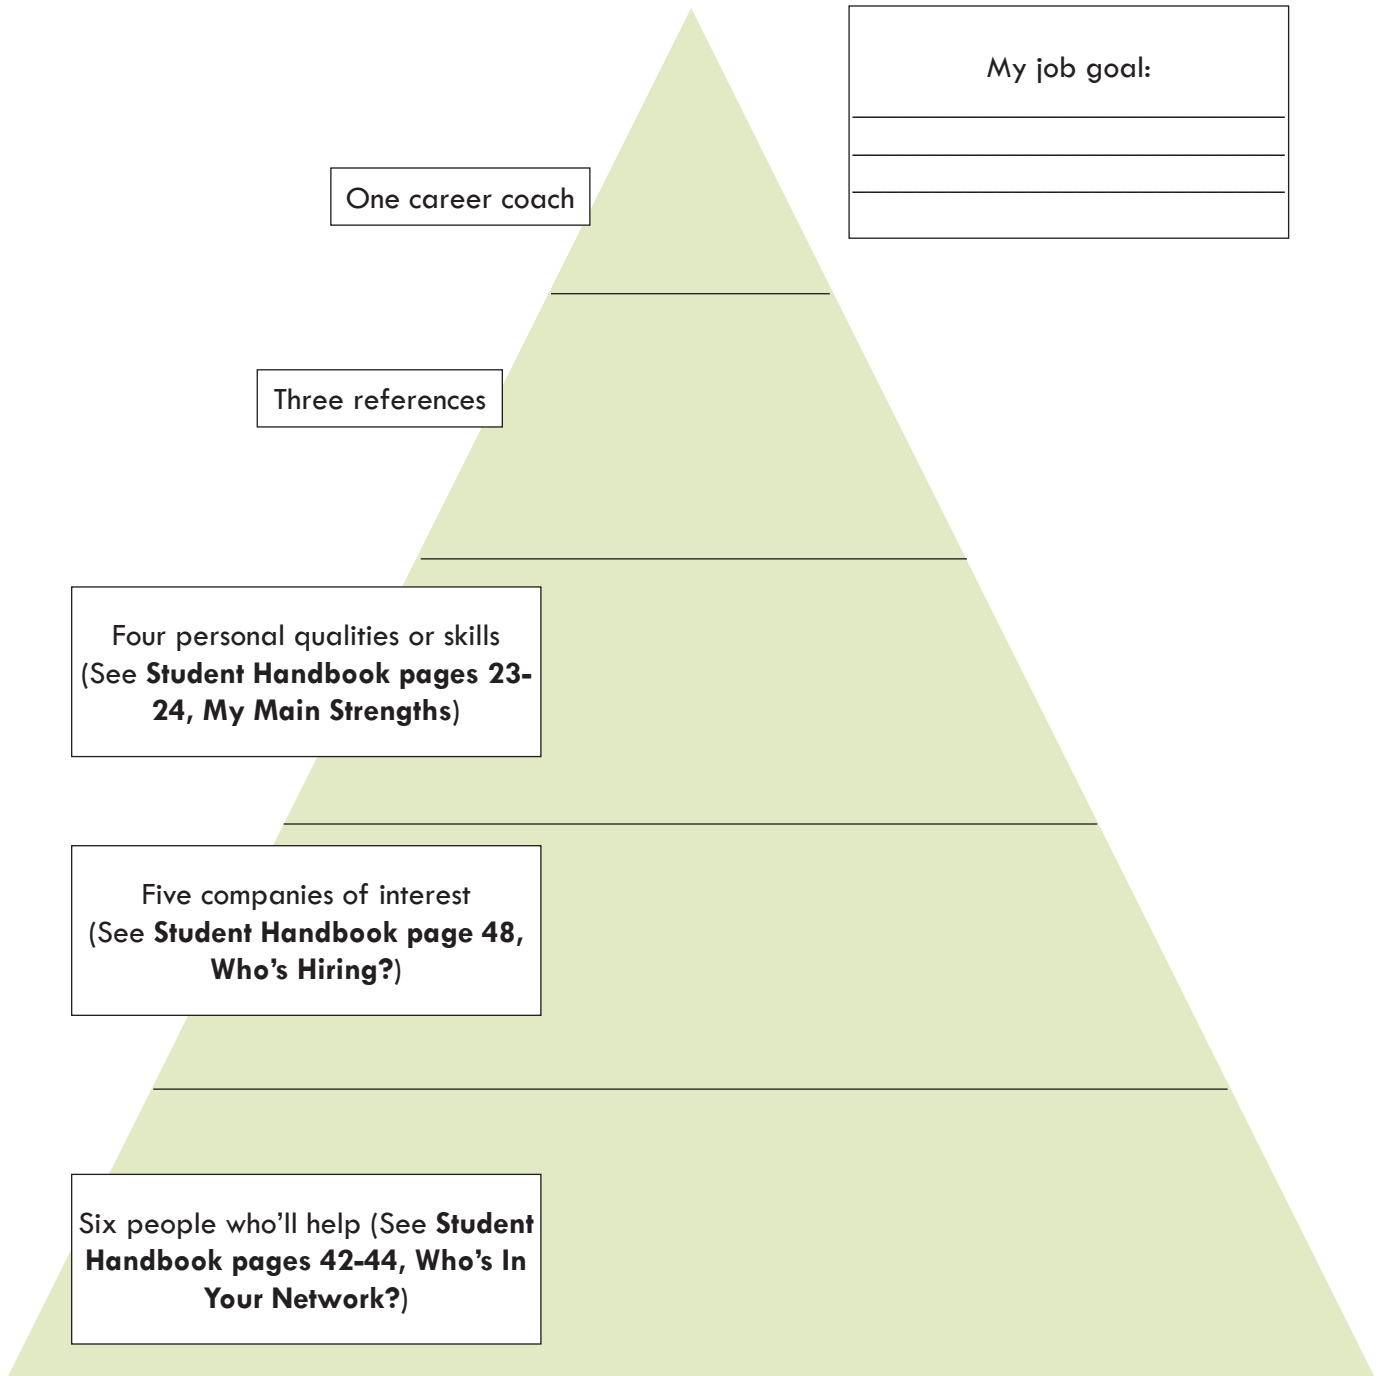 My job goal:
One career coach
Three references
Four personal qualities or skills
(See Student Handbook pages 23-
24, My Main Strengths)
Five companies of interest
(See Student Handbook page 48,
Who’s Hiring?)
Six people who’ll help (See Student
Handbook pages 42-44, Who’s In
Your Network?)